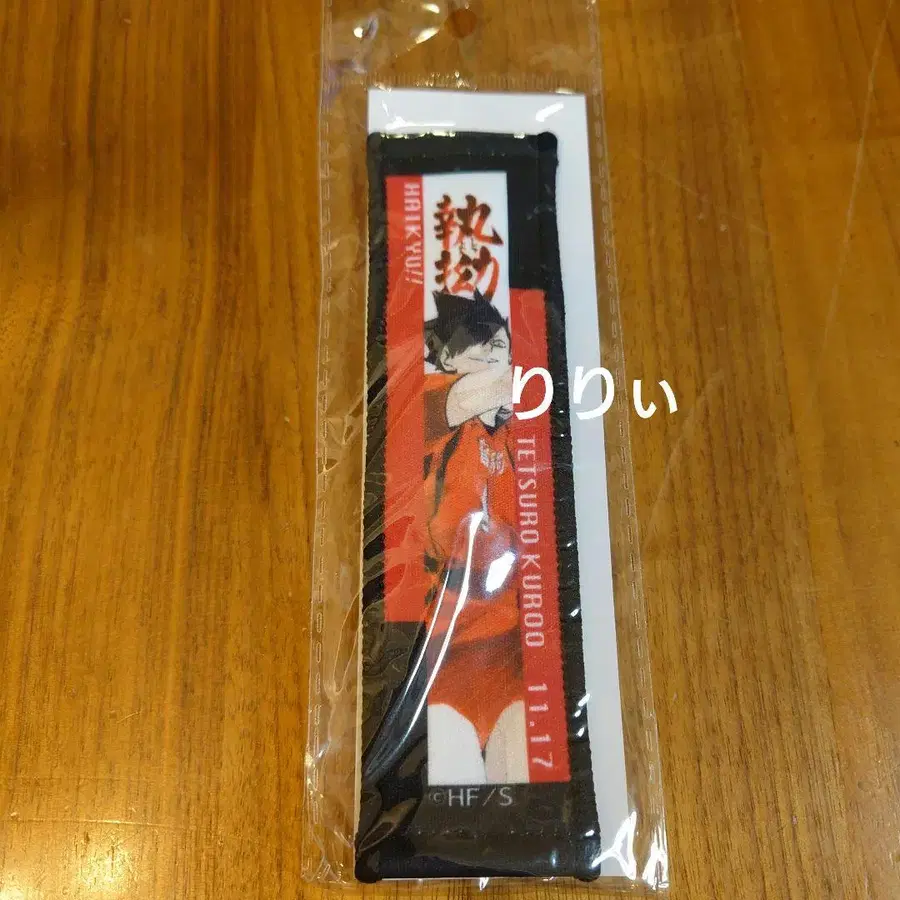 HAIKYU!!
執拗
TETSURO KUROO 11.17
りりぃ
©HF/S